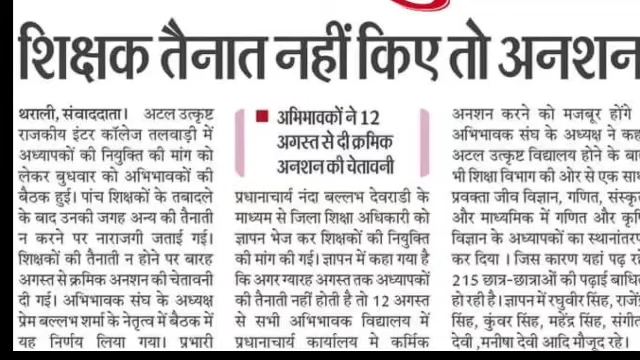 शिक्षक तैनात नहीं किए तो अनशन
थराली, संवाददाता। अटल उत्कृष्ट
राजकीय इंटर कॉलेज तलवाड़ी में
अध्यापकों की नियुक्ति की मांग को
लेकर बुधवार को अभिभावकों की
बैठक हुई। पांच शिक्षकों के तबादले
के बाद उनकी जगह अन्य की तैनाती
न करने पर नाराजगी जताई गई।
शिक्षकों की तैनाती न होने पर बारह
अगस्त से क्रमिक अनशन की चेतावनी
दी गई। अभिभावक संघ के अध्यक्ष
प्रेम बल्लभ शर्मा के नेतृत्व में बैठक में
यह निर्णय लिया गया। प्रभारी
अभिभावकों ने 12
अगस्त से दी क्रमिक
अनशन की चेतावनी
प्रधानाचार्य नंदा बल्लभ देवराडी के
माध्यम से जिला शिक्षा अधिकारी को
ज्ञापन भेज कर शिक्षकों की नियुक्ति
की मांग की गई। ज्ञापन में कहा गया है
कि अगर ग्यारह अगस्त तक अध्यापकों
की तैनाती नहीं होती है तो 12 अगस्त
से सभी अभिभावक विद्यालय में
प्रधानाचार्य कार्यालय मे कर्मिक
अनशन करने को मजबूर होंगे
अभिभावक संघ के अध्यक्ष ने
अटल उत्कृष्ट विद्यालय होने के
भी शिक्षा विभाग की ओर से एक
प्रवक्ता जीव विज्ञान, गणित,
और माध्यमिक में गणित और
विज्ञान के अध्यापकों का
कर दिया। जिस कारण यहां पढ़
215 छात्र-छात्राओं की पढ़ाई
हो रही है। ज्ञापन में रघुवीर सिंह,
सिंह, कुंवर सिंह, महेंद्र सिंह,
देवी ,मनीषा देवी आदि मौजूद रहे।